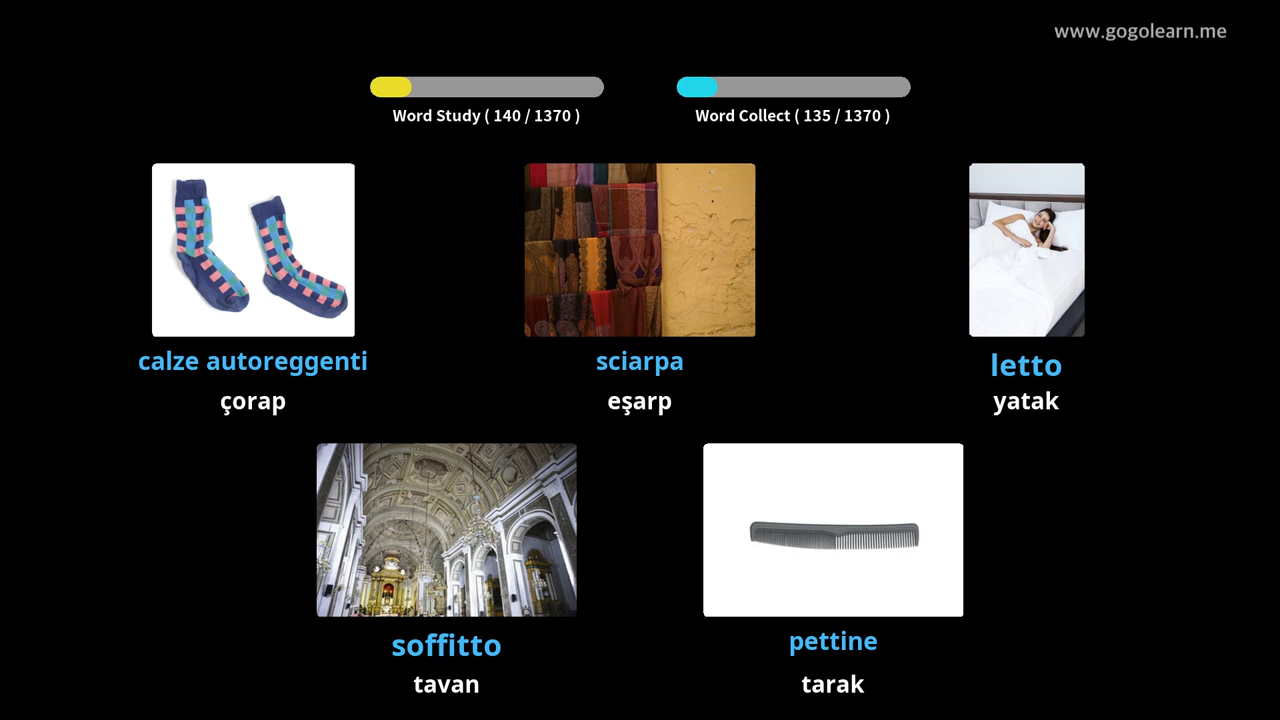 www.gogolearn.me
Word Study ( 140 / 1370 )
Word Collect ( 135 / 1370 )
calze autoreggenti
çorap
sciarpa
eşarp
letto
yatak
soffitto
tavan
pettine
tarak